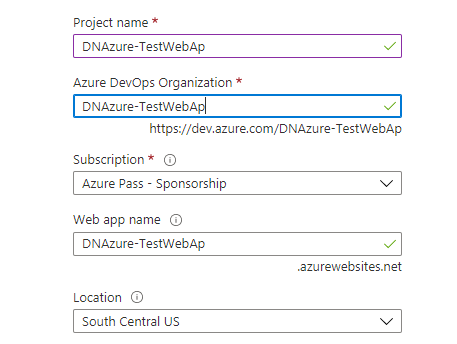 Project name *
DNAzure-TestWebAp
Azure DevOps Organization *
DNAzure-TestWebAp
https://dev.azure.com/DNAzure-TestWebAp
Subscription *
Azure Pass - Sponsorship
Web app name
DNAzure-TestWebAp
.azurewebsites.net
Location
South Central US